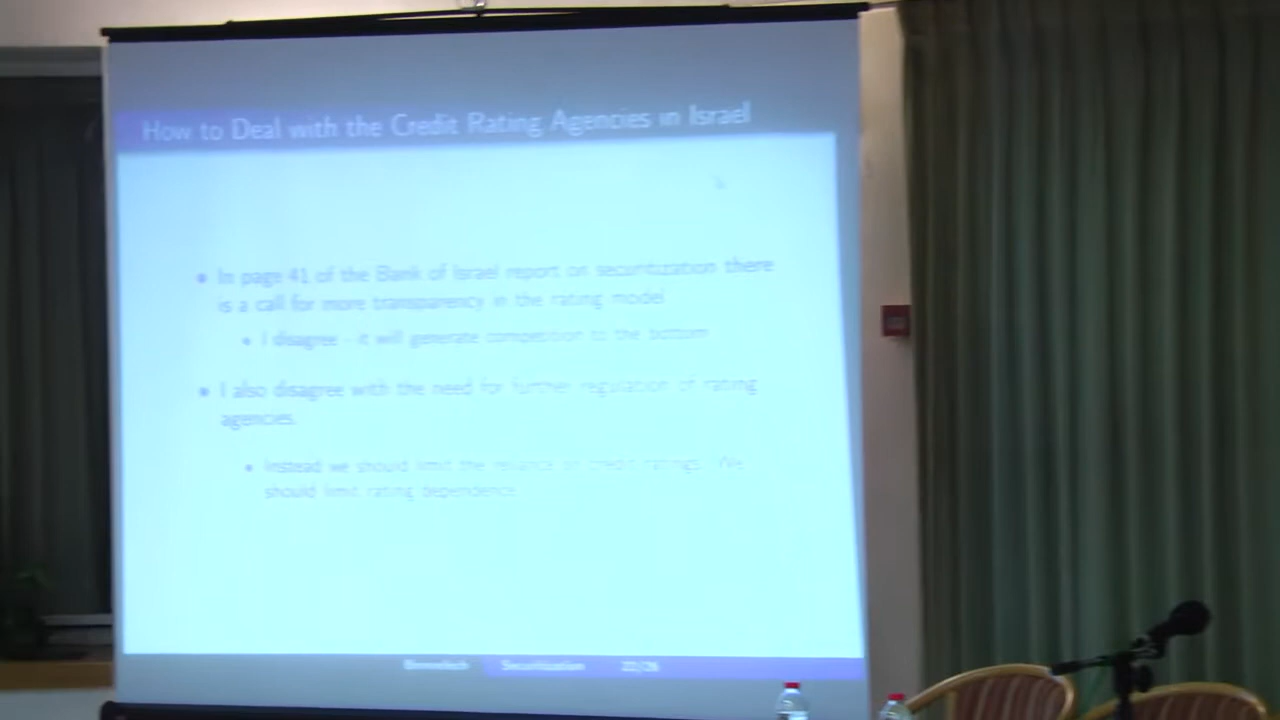 How to Deal with the Credit Rating Agencies in Israel
• In page 41 of the Bank of Israel report on securitization there
is a call for more transparency in the rating model
• I disagree - it will generate competition to the bottom
• I also disagree with the need for further regulation of rating
agencies.
• Instead we should limit the reliance on credit ratings. We
should limit rating dependence.
Securitization